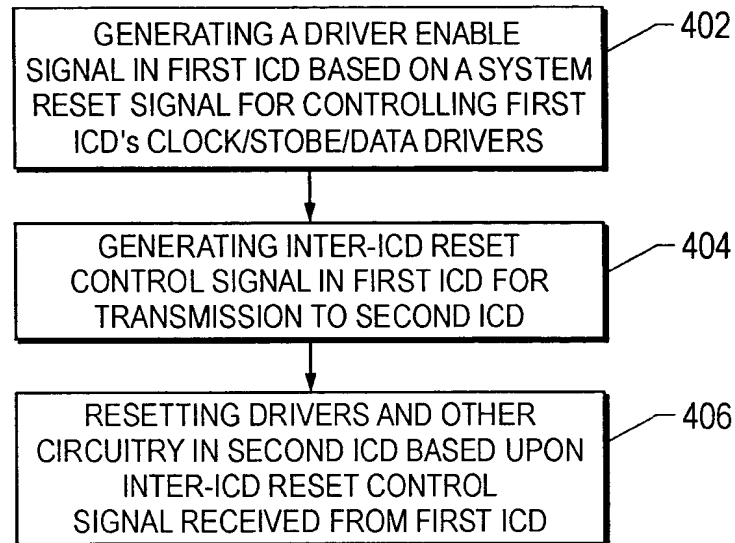 GENERATING A DRIVER ENABLE
SIGNAL IN FIRST ICD BASED ON A SYSTEM
RESET SIGNAL FOR CONTROLLING FIRST
ICD's CLOCK/STOBE/DATA DRIVERS
402
GENERATING INTER-ICD RESET
CONTROL SIGNAL IN FIRST ICD FOR
TRANSMISSION TO SECOND ICD
404
RESETTING DRIVERS AND OTHER
CIRCUITRY IN SECOND ICD BASED UPON
INTER-ICD RESET CONTROL
SIGNAL RECEIVED FROM FIRST ICD
406